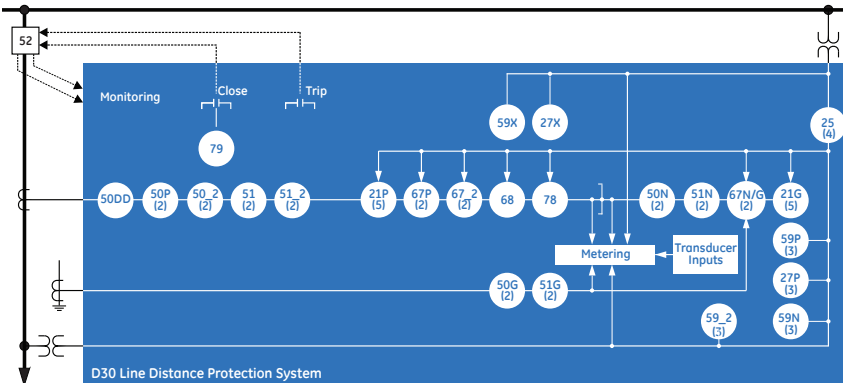 52
Monitoring
Close
Trip
79
59X
27X
25
(4)
50DD
50P
(2)
50_2
(2)
51
(2)
51_2
(2)
21P
(5)
67P
(2)
67_2
(2)
68
78
50N
(2)
51N
(2)
67N/G
(2)
21G
(5)
Metering
Transducer
Inputs
59P
(3)
27P
(3)
50G
(2)
51G
(2)
59_2
(3)
59N
(3)
D30 Line Distance Protection System